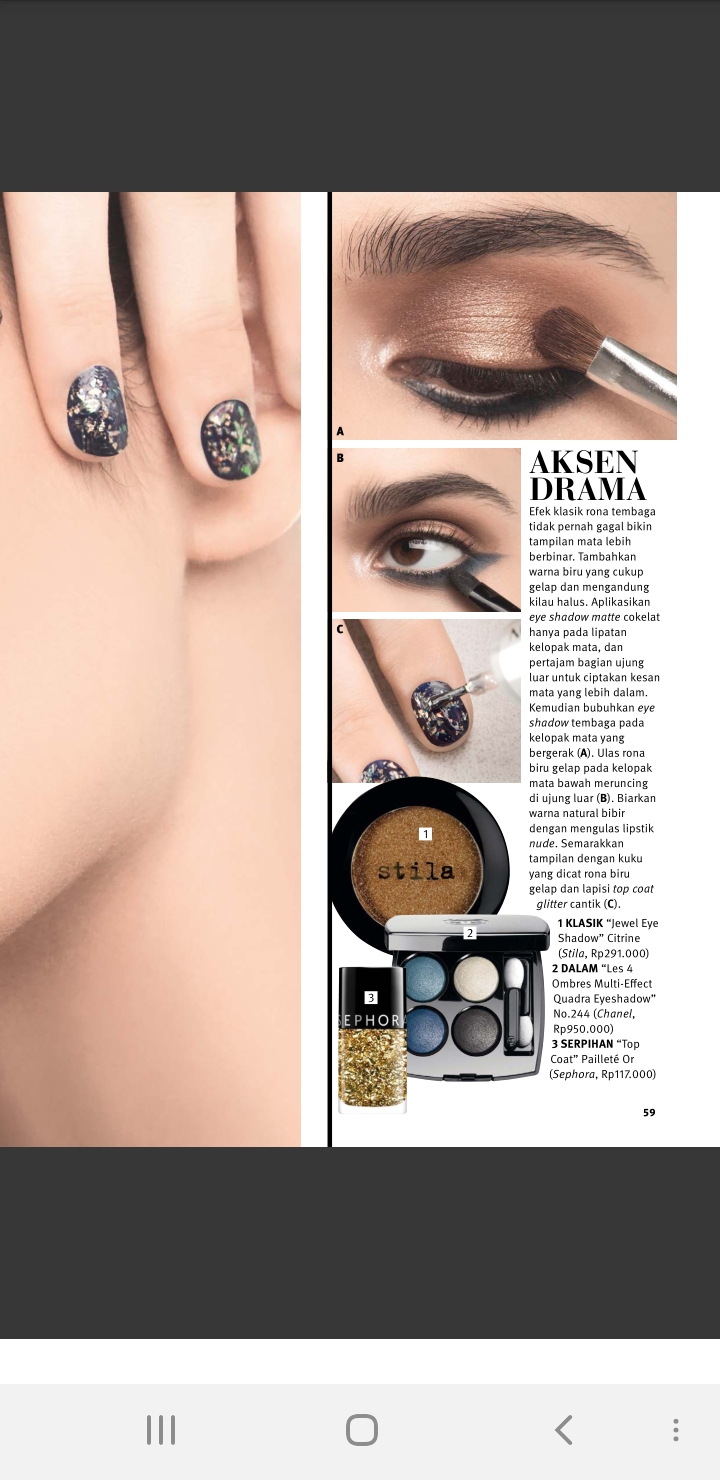 A
B
C
AKSEN
DRAMA
Efek klasik rona tembaga
tidak pernah gagal bikin
tampilan mata lebih
berbinar. Tambahkan
warna biru yang cukup
gelap dan mengandung
kilau halus. Aplikasikan
eye shadow matte cokelat
hanya pada lipatan
kelopak mata, dan
pertajam bagian ujung
luar untuk ciptakan kesan
mata yang lebih dalam.
Kemudian bubuhkan eye
shadow tembaga pada
kelopak mata yang
bergerak (A). Ulas rona
biru gelap pada kelopak
mata bawah meruncing
di ujung luar (B). Biarkan
warna natural bibir
dengan mengulas lipstik
nude. Semarakkan
tampilan dengan kuku
yang dicat rona biru
gelap dan lapisi top coat
glitter cantik (C).
1
stila
2
3
SEPHORA
1 KLASIK “Jewel Eye
Shadow” Citrine
(Stila, Rp291.000)
2 DALAM “Les 4
Ombres Multi-Effect
Quadra Eyeshadow”
No.244 (Chanel,
Rp950.000)
3 SERPIHAN “Top
Coat” Pailleté Or
(Sephora, Rp117.000)
59